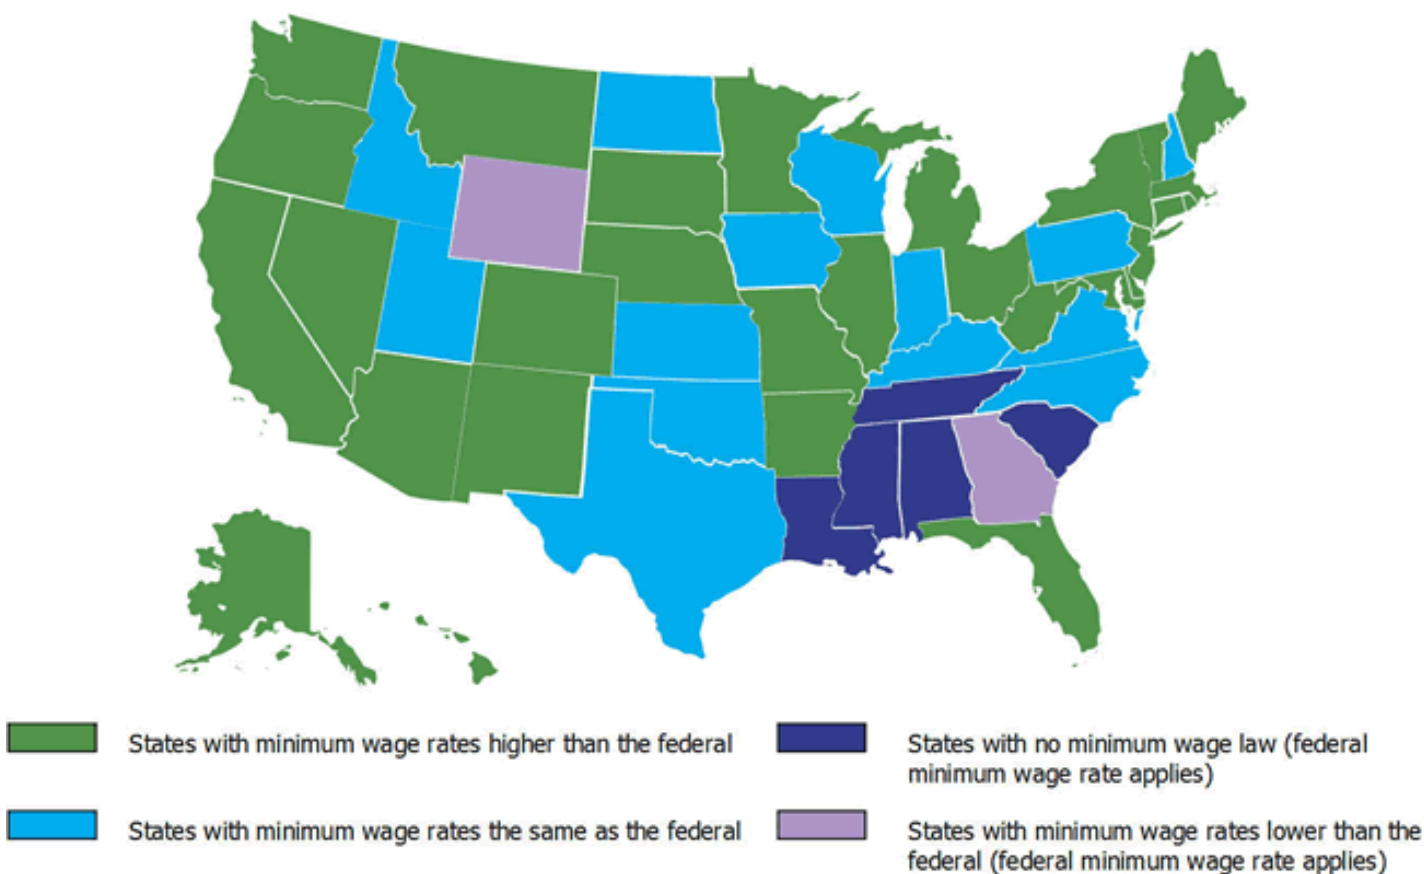 States with minimum wage rates higher than the federal
States with no minimum wage law (federal
minimum wage rate applies)
States with minimum wage rates the same as the federal
States with minimum wage rates lower than the
federal (federal minimum wage rate applies)